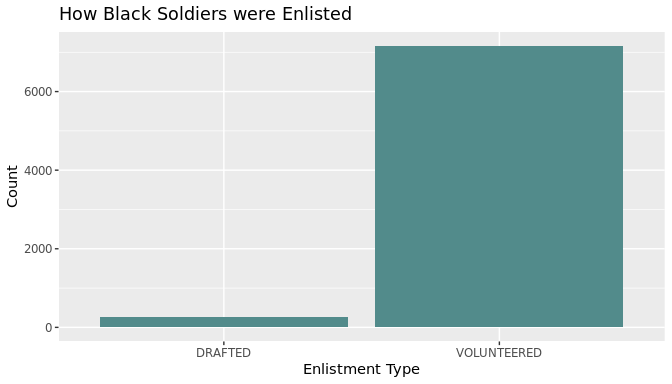 How Black Soldiers were Enlisted
Count
6000
4000
2000
0
DRAFTED VOLUNTEERED
Enlistment Type